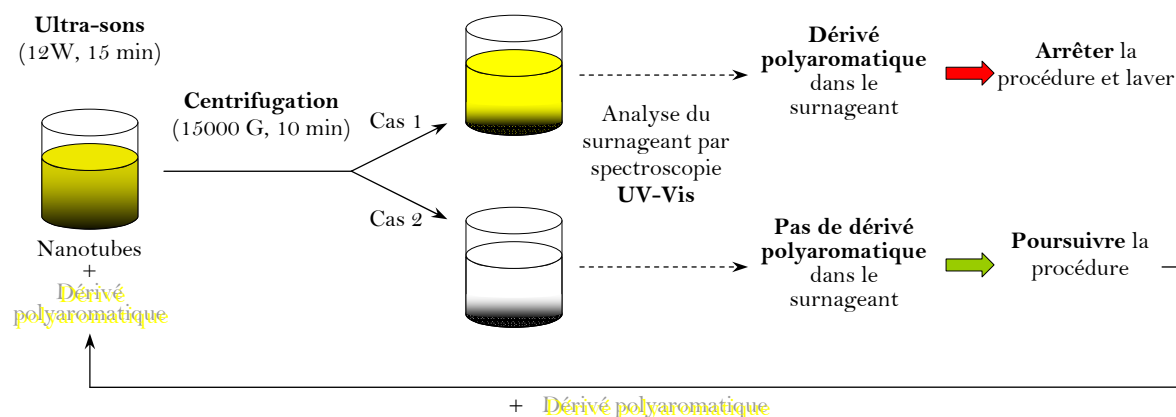 Ultra-sons
(12W, 15 min)
Nanotubes
+
Dérivé
polyaromatique
Centrifugation
(15000 G, 10 min)
Cas 1
Cas 2
Analyse du
surnageant par
spectroscopie
UV-Vis
Dérivé
polyaromatique
dans le
surnageant
Arrêter la
procédure et laver
Pas de dérivé
polyaromatique
dans le
surnageant
Poursuivre la
procédure
+ Dérivé polyaromatique